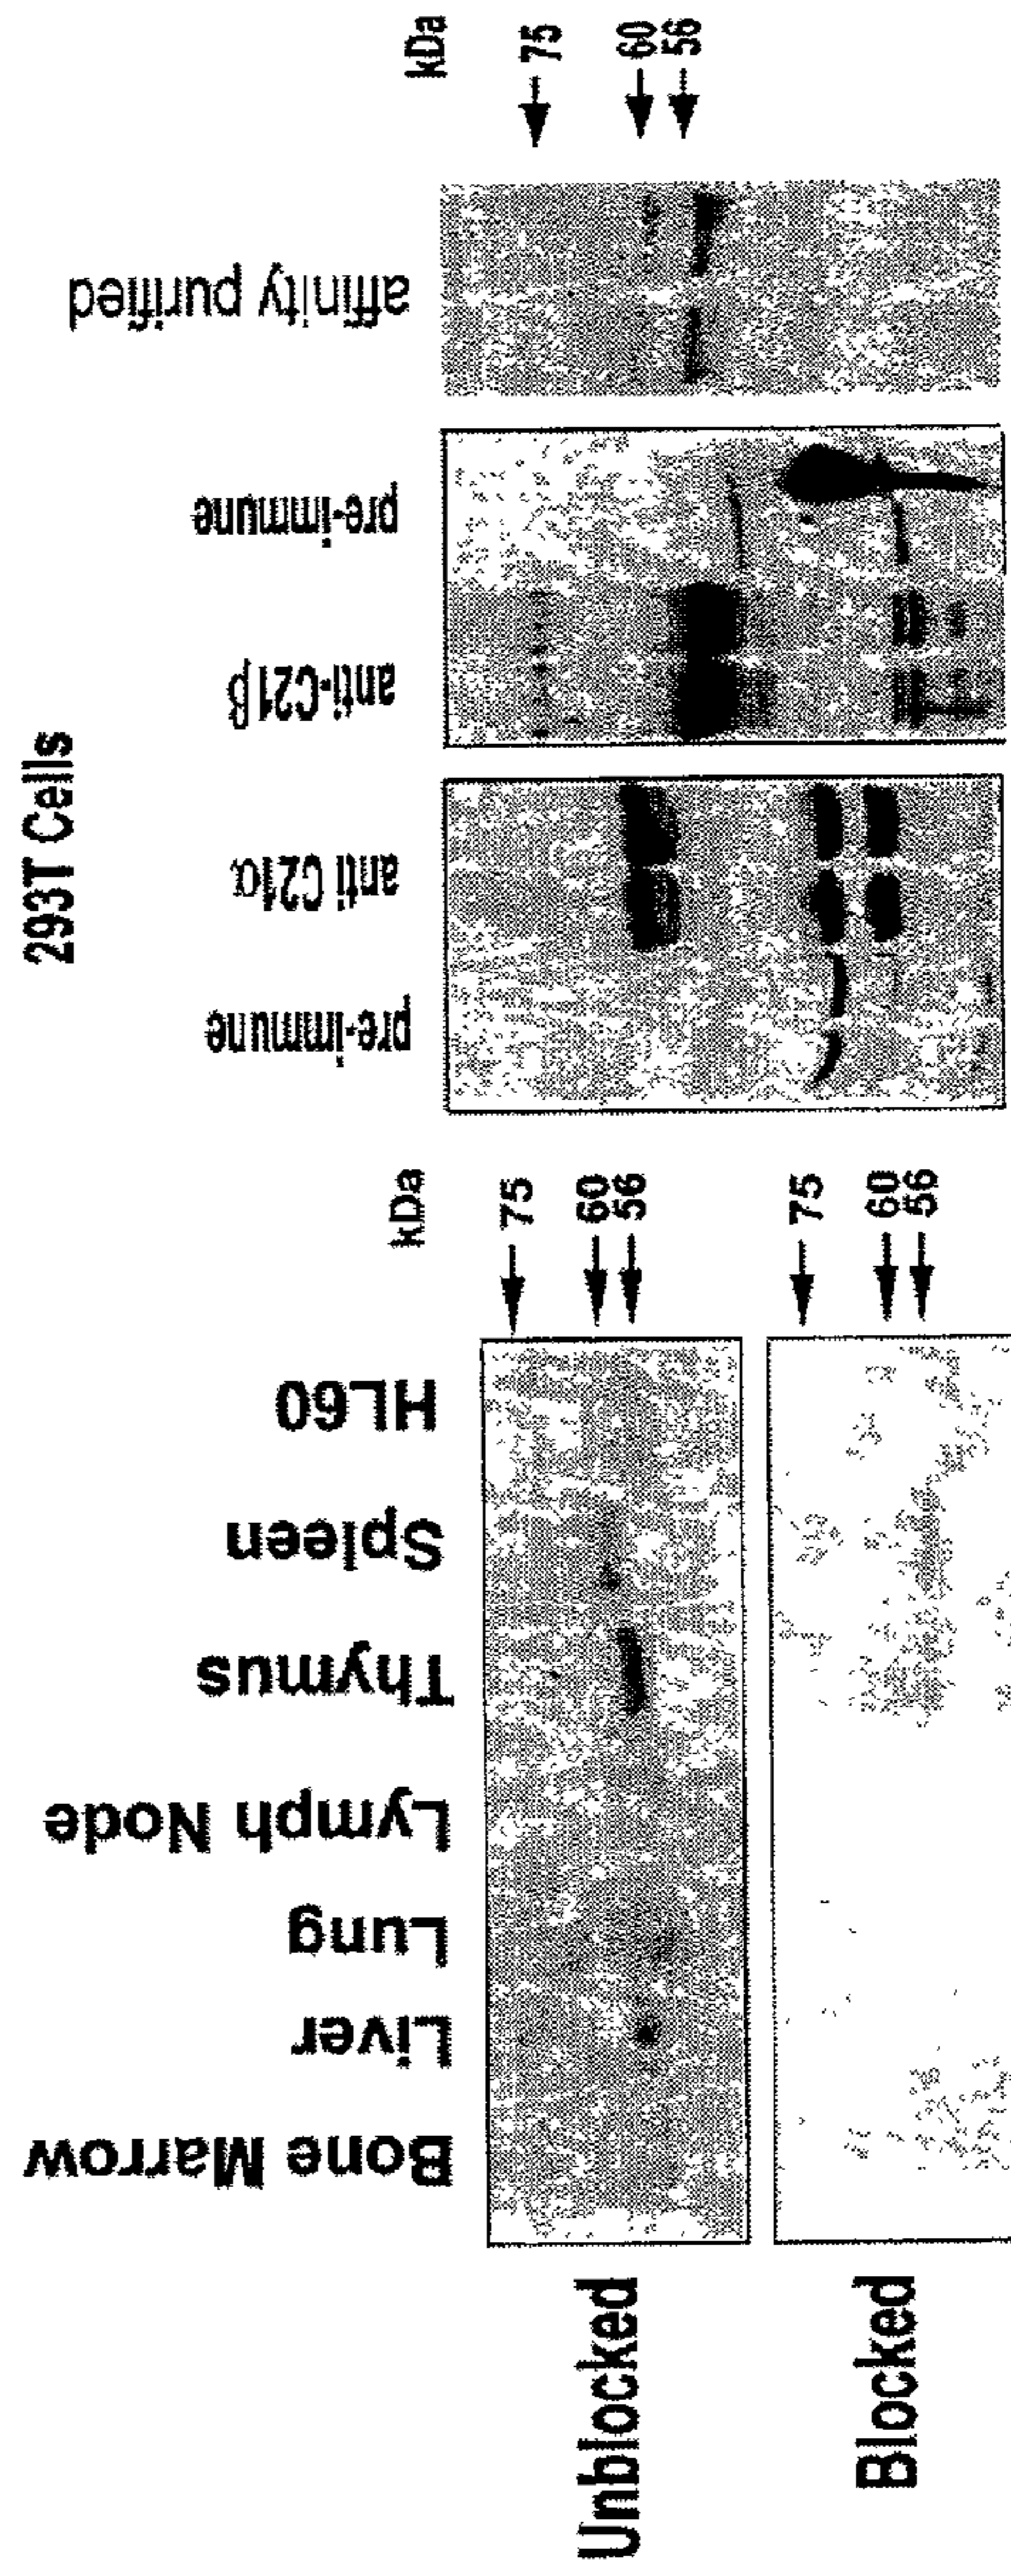 Unblocked
Blocked
Bone Marrow
Liver
Lung
Lymph Node
Thymus
Spleen
HL60
kDa
75
60
56
75
60
56
293T Cells
pre-immune
anti C21α
anti-C21β
pre-immune
affinity purified
kDa
75
60
56